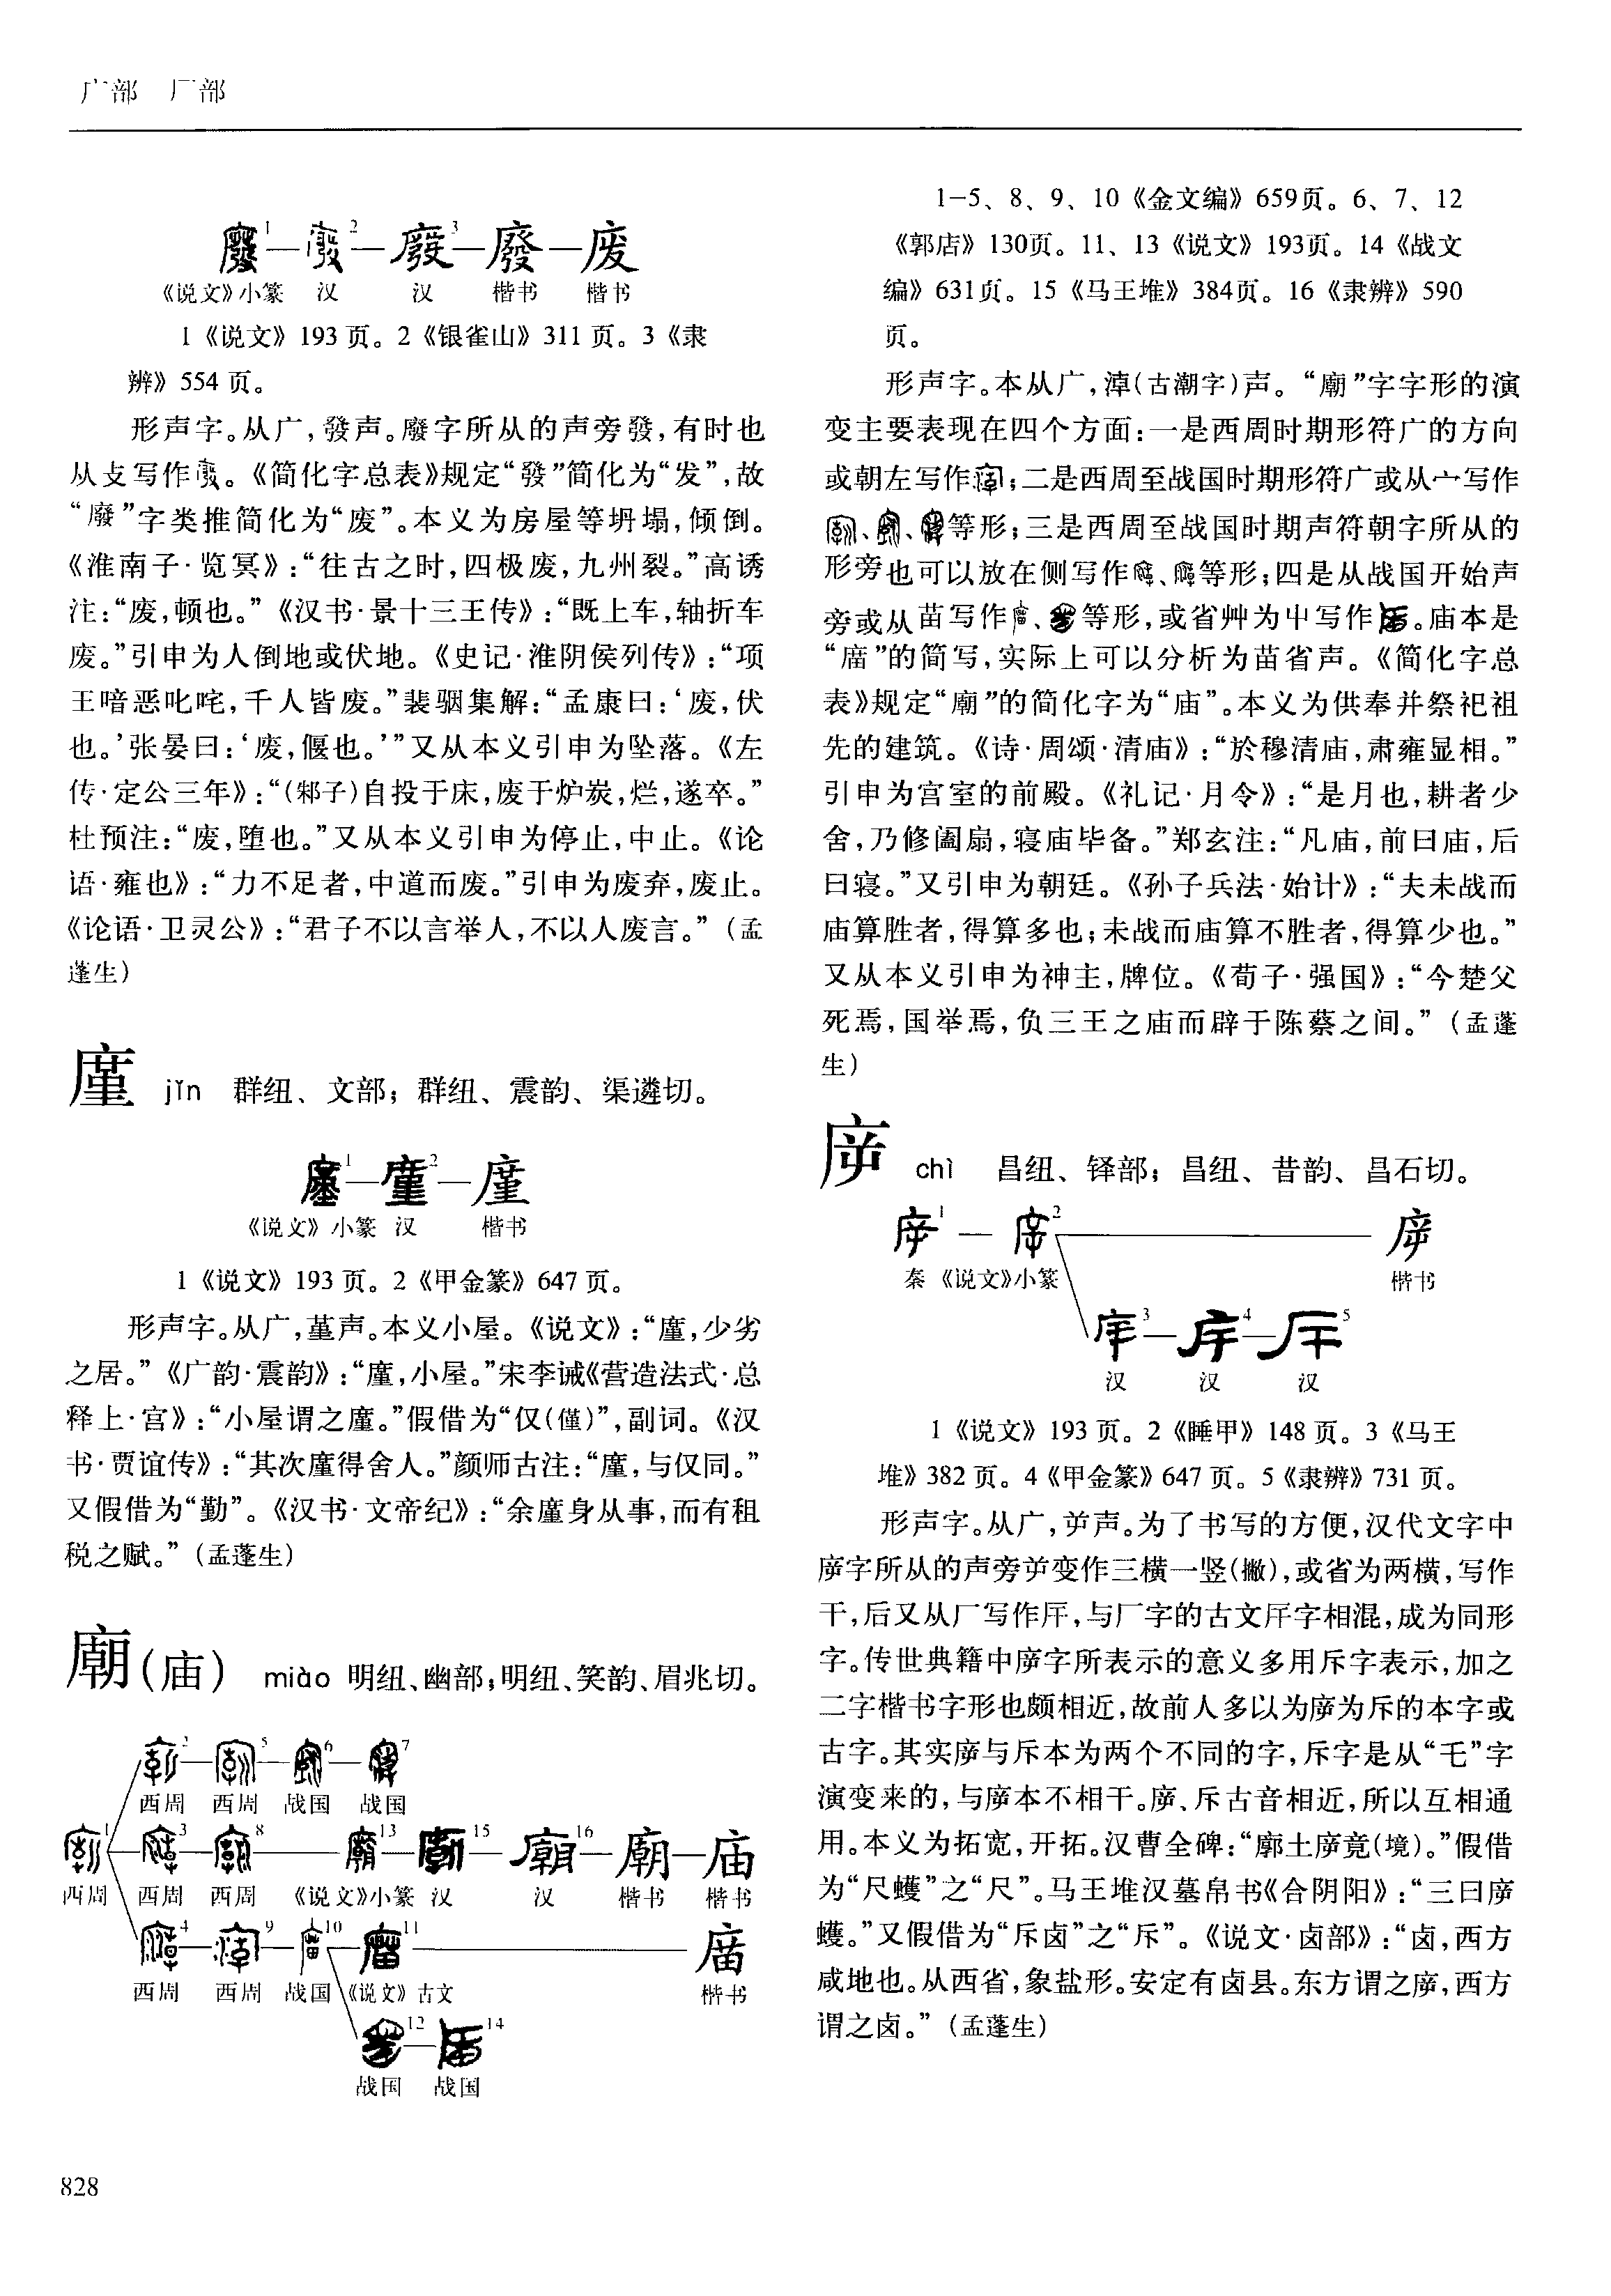 广部 厂部
廢1—廢2—廢3—廢—废
《说文》小篆 汉 汉 楷书 楷书
1《说文》193页。2《银雀山》311页。3《隶
辨》554页。
形声字。从广,發声。廢字所从的声旁發,有时也
从攴写作。《简化字总表》规定“發”简化为“发”,故
“廢”字类推简化为“废”。本义为房屋等坍塌,倾倒。
《淮南子·览冥》:“往古之时,四极废,九州裂。”高诱
注:“废,顿也。”《汉书·景十三王传》:“既上车,轴折车
废。”引申为人倒地或伏地。《史记·淮阴侯列传》:“项
王喑恶叱咤,千人皆废。”裴骃集解:“孟康曰:‘废,伏
也。’张晏曰:‘废,偃也。’”又从本义引申为坠落。《左
传·定公三年》:“(邾子)自投于床,废于炉炭,烂,遂卒。”
杜预注:“废,堕也。”又从本义引申为停止,中止。《论
语·雍也》:“力不足者,中道而废。”引申为废弃,废止。
《论语·卫灵公》:“君子不以言举人,不以人废言。”(孟
蓬生)
廑 jǐn 群纽、文部;群纽、震韵、渠遴切。
廑1—廑2—廑
《说文》小篆 汉 楷书
1《说文》193页。2《甲金篆》647页。
形声字。从广,堇声。本义小屋。《说文》:“廑,少劣
之居。”《广韵·震韵》:“廑,小屋。”宋李诫《营造法式·总
释上·宫》:“小屋谓之廑。”假借为“仅(僅)”,副词。《汉
书·贾谊传》:“其次廑得舍人。”颜师古注:“廑,与仅同。”
又假借为“勤”。《汉书·文帝纪》:“余廑身从事,而有租
税之赋。”(孟蓬生)
廟(庙) miào 明纽、幽部;明纽、笑韵、眉兆切。
2 5 6 7
西周 西周 战国 战国
1 3 8 13 15 16 廟—庙
西周 西周 西周 《说文》小篆 汉 汉 楷书 楷书
4 9 10 11 庿
西周 西周 战国 《说文》古文 楷书
12 14
战国 战国
1-5、8、9、10《金文编》659页。6、7、12
《郭店》130页。11、13《说文》193页。14《战文
编》631页。15《马王堆》384页。16《隶辨》590
页。
形声字。本从广,淖(古潮字)声。“廟”字字形的演
变主要表现在四个方面:一是西周时期形符广的方向
或朝左写作;二是西周至战国时期形符广或从宀写作
、、等形;三是西周至战国时期声符朝字所从的
形旁也可以放在侧写作、等形;四是从战国开始声
旁或从苗写作、等形,或省艸为屮写作。庙本是
“庿”的简写,实际上可以分析为苗省声。《简化字总
表》规定“廟”的简化字为“庙”。本义为供奉并祭祀祖
先的建筑。《诗·周颂·清庙》:“於穆清庙,肃雍显相。”
引申为宫室的前殿。《礼记·月令》:“是月也,耕者少
舍,乃修阖扇,寝庙毕备。”郑玄注:“凡庙,前曰庙,后
曰寝。”又引申为朝廷。《孙子兵法·始计》:“夫未战而
庙算胜者,得算多也;未战而庙算不胜者,得算少也。”
又从本义引申为神主,牌位。《荀子·强国》:“今楚父
死焉,国举焉,负三王之庙而辟于陈蔡之间。”(孟蓬
生)
㡿 chì 昌纽、铎部;昌纽、昔韵、昌石切。
1 — 2 — 㡿
秦 《说文》小篆 楷书
3 — 4 — 5
汉 汉 汉
1《说文》193页。2《睡甲》148页。3《马王
堆》382页。4《甲金篆》647页。5《隶辨》731页。
形声字。从广,屰声。为了书写的方便,汉代文字中
㡿字所从的声旁屰变作三横一竖(撇),或省为两横,写作
干,后又从厂写作厈,与厂字的古文厈字相混,成为同形
字。传世典籍中㡿字所表示的意义多用斥字表示,加之
二字楷书字形也颇相近,故前人多以为㡿为斥的本字或
古字。其实㡿与斥本为两个不同的字,斥字是从“乇”字
演变来的,与㡿本不相干。㡿、斥古音相近,所以互相通
用。本义为拓宽,开拓。汉曹全碑:“廓土㡿竟(境)。”假借
为“尺蠖”之“尺”。马王堆汉墓帛书《合阴阳》:“三曰㡿
蠖。”又假借为“斥卤”之“斥”。《说文·卤部》:“卤,西方
咸地也。从西省,象盐形。安定有卤县。东方谓之㡿,西方
谓之卤。”(孟蓬生)
828